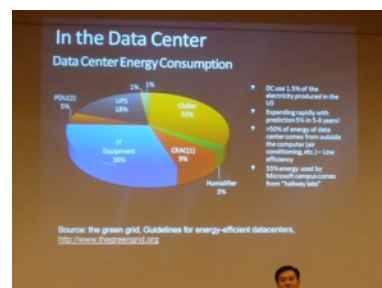 In the Data Center
Data Center Energy Consumption
1%
1%
PDU(2)
5%
UPS
18%
Chiller
33%
IT
Equipment
30%
CRAC(1)
9%
Humidifier
3%
DC use 1.5% of the
electricity produced in the
US
Expanding rapidly with
prediction 5% in 5-8 years!
>50% of energy of data
center comes from outside
the computer (air
conditioning, etc.) – Low
efficiency
55% energy used by
Microsoft campus comes
from "hallway labs"
Source: the green grid, Guidelines for energy-efficient datacenters,
http://www.thegreengrid.org